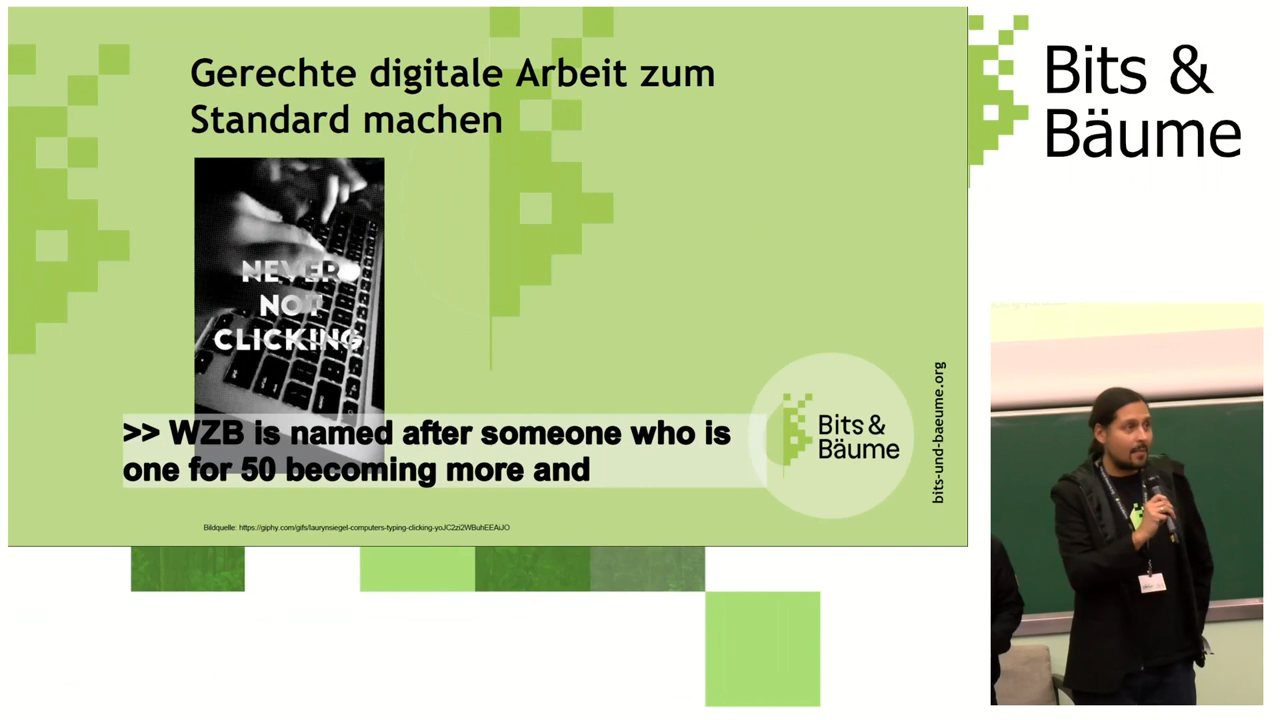 Gerechte digitale Arbeit zum
Standard machen
NEVER
NOT
CLICKING
>> WZB is named after someone who is
one for 50 becoming more and
Bildquelle: https://giphy.com/gifs/laurynsiegel-computers-typing-clicking-yoJC2zi2WBuhEEAiJO
Bits &
Bäume
bits-und-baeume.org
Bits &
Bäume